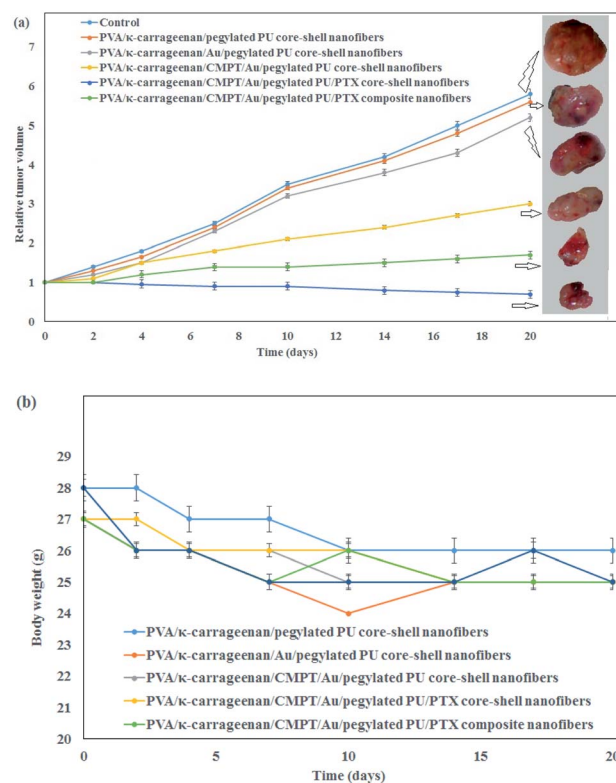 (a)
Control
PVA/κ-carrageenan/pegylated PU core-shell nanofibers
PVA/κ-carrageenan/Au/pegylated PU core-shell nanofibers
PVA/κ-carrageenan/CMPT/Au/pegylated PU core-shell nanofibers
PVA/κ-carrageenan/CMPT/Au/pegylated PU/PTX core-shell nanofibers
PVA/κ-carrageenan/CMPT/Au/pegylated PU/PTX composite nanofibers
Relative tumor volume
7
6
5
4
3
2
1
0
0 2 4 6 8 10 12 14 16 18 20
Time (days)
(b)
Body weight (g)
29
28
27
26
25
24
23
22
21
20
PVA/κ-carrageenan/pegylated PU core-shell nanofibers
PVA/κ-carrageenan/Au/pegylated PU core-shell nanofibers
PVA/κ-carrageenan/CMPT/Au/pegylated PU core-shell nanofibers
PVA/κ-carrageenan/CMPT/Au/pegylated PU/PTX core-shell nanofibers
PVA/κ-carrageenan/CMPT/Au/pegylated PU/PTX composite nanofibers
0 5 10 15 20
Time (days)